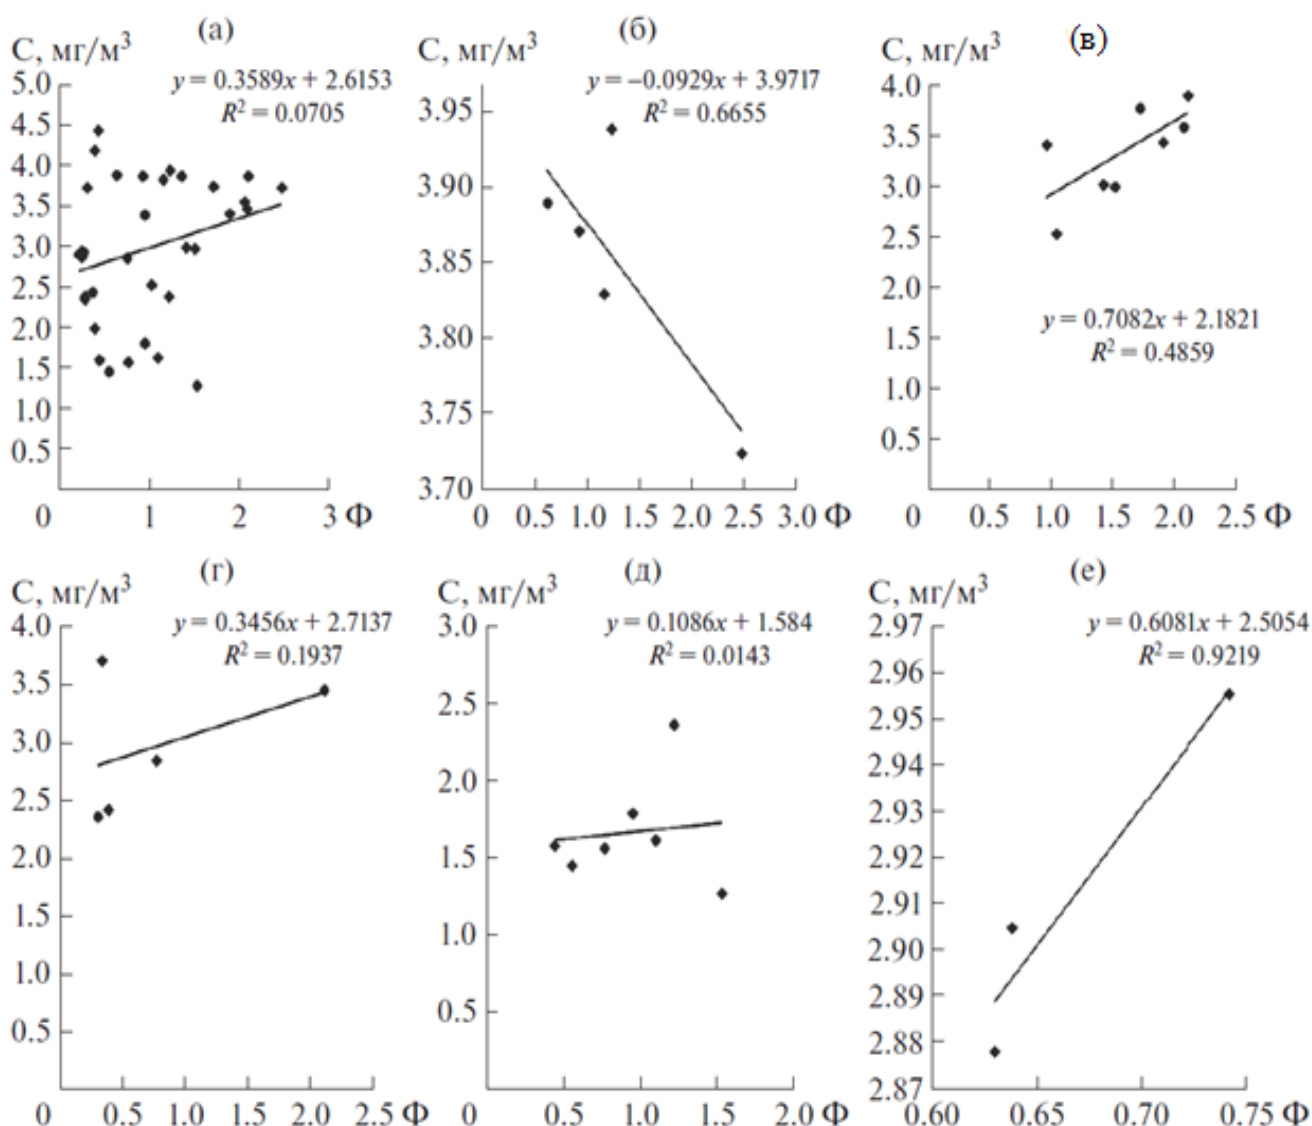 (а)
С, мг/м³
y = 0.3589x + 2.6153
R² = 0.0705
5.0
4.5
4.0
3.5
3.0
2.5
2.0
1.5
1.0
0.5
0 1 2 3 Ф
(б)
С, мг/м³
y = –0.0929x + 3.9717
R² = 0.6655
3.95
3.90
3.85
3.80
3.75
3.70
0 0.5 1.0 1.5 2.0 2.5 3.0 Ф
(в)
С, мг/м³
4.0
3.5
3.0
2.5
2.0
1.5
1.0
0.5
y = 0.7082x + 2.1821
R² = 0.4859
0 0.5 1.0 1.5 2.0 2.5 Ф
(г)
С, мг/м³
y = 0.3456x + 2.7137
R² = 0.1937
4.0
3.5
3.0
2.5
2.0
1.5
1.0
0.5
0 0.5 1.0 1.5 2.0 2.5 Ф
(д)
С, мг/м³
y = 0.1086x + 1.584
R² = 0.0143
3.0
2.5
2.0
1.5
1.0
0.5
0 0.5 1.0 1.5 2.0 Ф
(е)
С, мг/м³
y = 0.6081x + 2.5054
R² = 0.9219
2.97
2.96
2.95
2.94
2.93
2.92
2.91
2.90
2.89
2.88
2.87
0.60 0.65 0.70 0.75 Ф